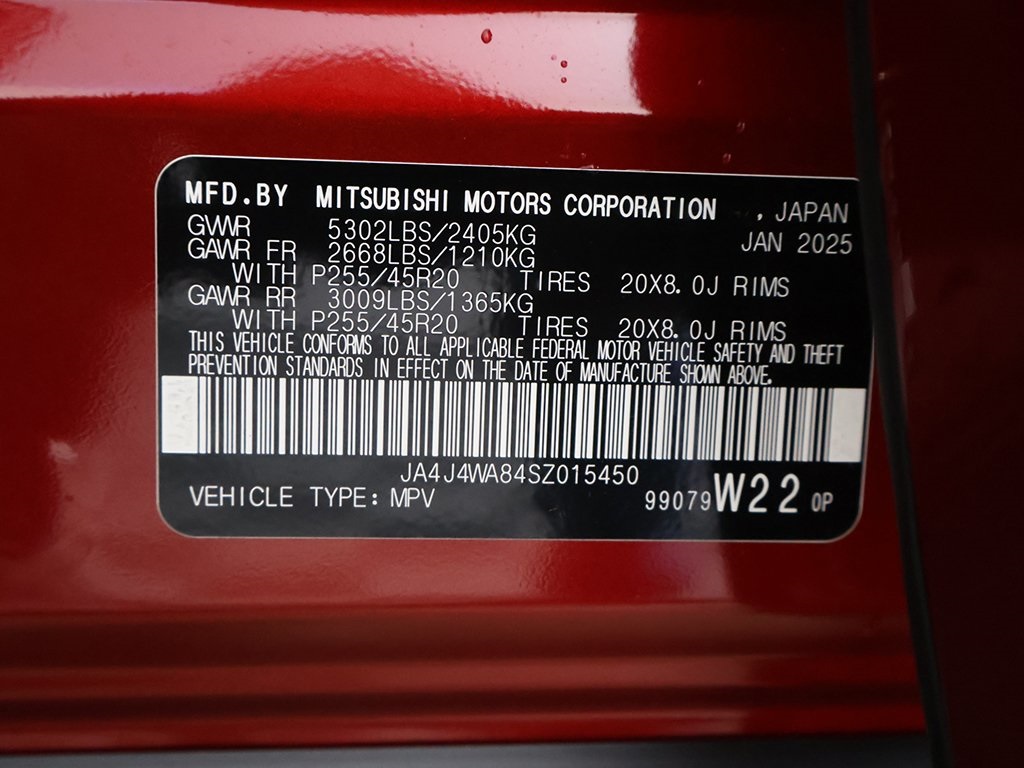 MFD.BY MITSUBISHI MOTORS CORPORATION , JAPAN
GWVR 5302LBS/2405KG JAN 2025
GAWR FR 2668LBS/1210KG
WITH P255/45R20 TIRES 20X8.0J RIMS
GAWR RR 3009LBS/1365KG
WITH P255/45R20 TIRES 20X8.0J RIMS
THIS VEHICLE CONFORMS TO ALL APPLICABLE FEDERAL MOTOR VEHICLE SAFETY AND THEFT
PREVENTION STANDARDS IN EFFECT ON THE DATE OF MANUFACTURE SHOWN ABOVE.
JA4J4WA84SZ015450
VEHICLE TYPE: MPV 99079 W22 0P